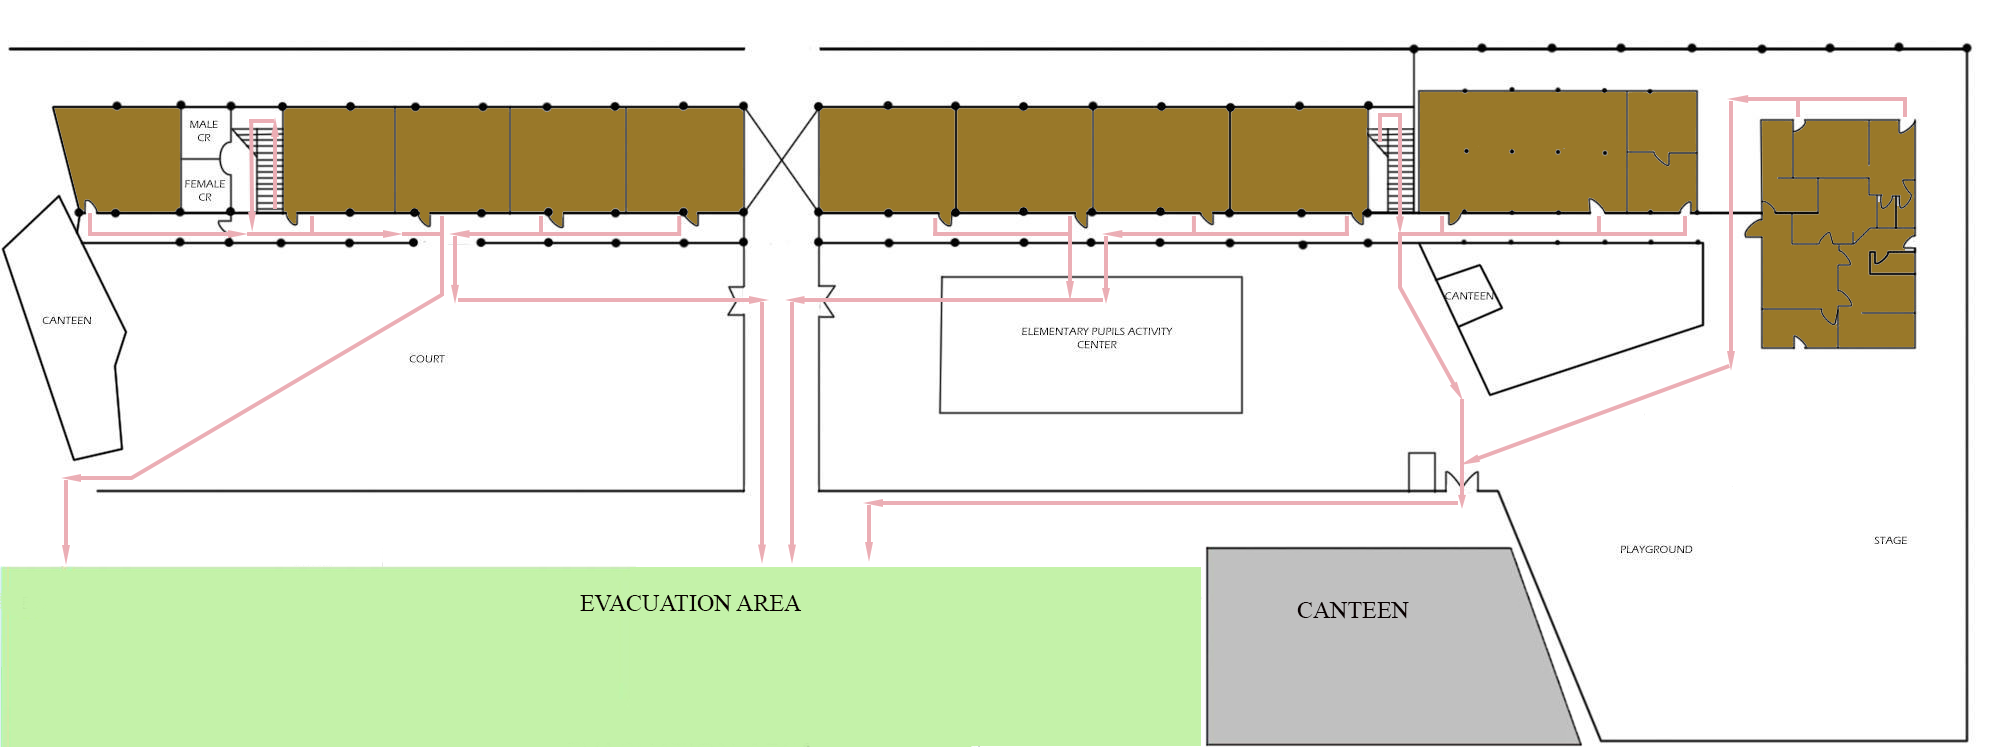 MALE
CR
FEMALE
CR
CANTEEN
COURT
ELEMENTARY PUPILS ACTIVITY
CENTER
CANTEEN
PLAYGROUND
STAGE
EVACUATION AREA
CANTEEN